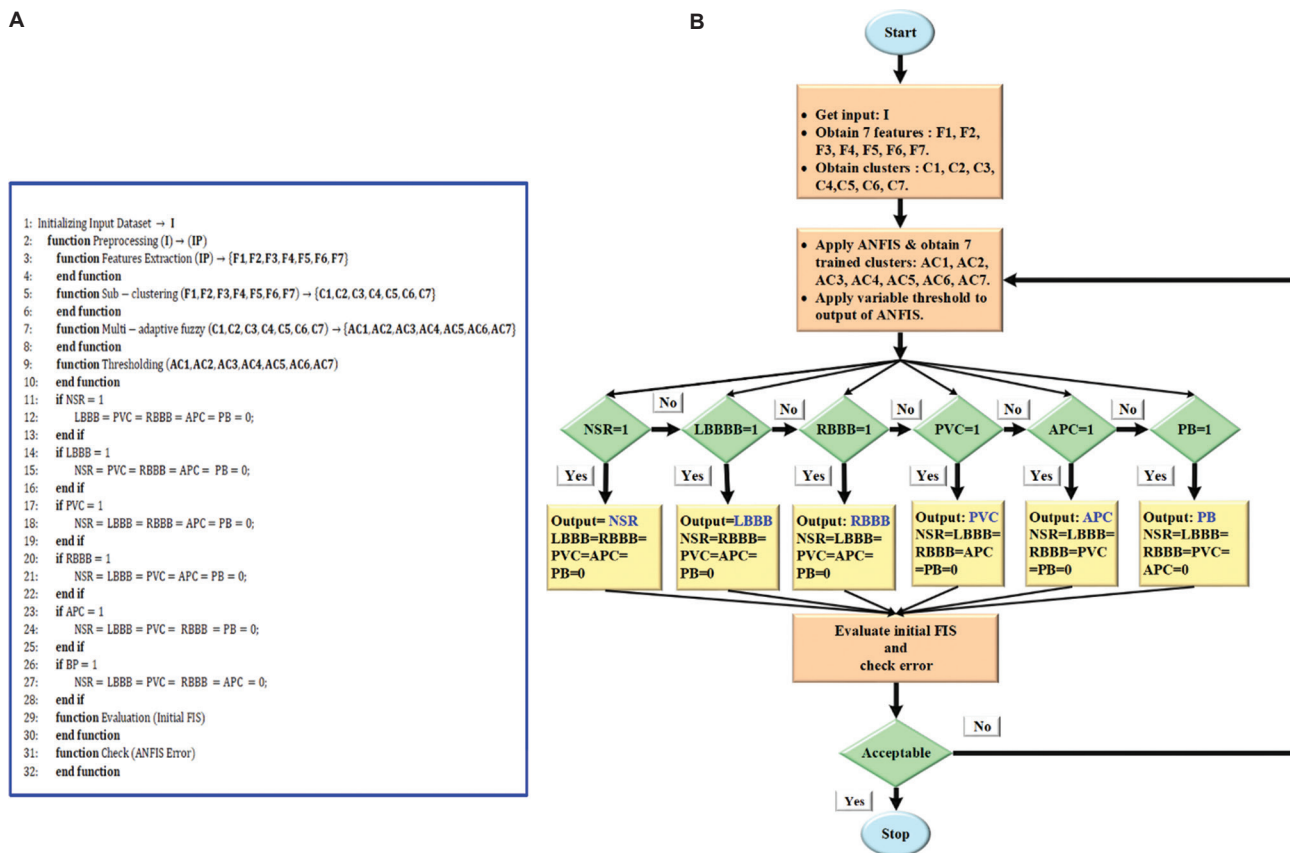 A
1: Initializing Input Dataset → I
2: function Preprocessing (I) → (IP)
3: function Features Extraction (IP) → {F1,F2,F3,F4,F5,F6,F7}
4: end function
5: function Sub − clustering (F1,F2,F3,F4,F5,F6,F7) → {C1,C2,C3,C4,C5,C6,C7}
6: end function
7: function Multi − adaptive fuzzy (C1,C2,C3,C4,C5,C6,C7) → {AC1,AC2,AC3,AC4,AC5,AC6,AC7}
8: end function
9: function Thresholding (AC1,AC2,AC3,AC4,AC5,AC6,AC7)
10: end function
11: if NSR = 1
12: LBBB = PVC = RBBB = APC = PB = 0;
13: end if
14: if LBBB = 1
15: NSR = PVC = RBBB = APC = PB = 0;
16: end if
17: if PVC = 1
18: NSR = LBBB = RBBB = APC = PB = 0;
19: end if
20: if RBBB = 1
21: NSR = LBBB = PVC = APC = PB = 0;
22: end if
23: if APC = 1
24: NSR = LBBB = PVC = RBBB = PB = 0;
25: end if
26: if BP = 1
27: NSR = LBBB = PVC = RBBB = APC = 0;
28: end if
29: function Evaluation (Initial FIS)
30: end function
31: function Check (ANFIS Error)
32: end function
B
Start
• Get input: I
• Obtain 7 features : F1, F2,
F3, F4, F5, F6, F7.
• Obtain clusters : C1, C2, C3,
C4,C5, C6, C7.
• Apply ANFIS & obtain 7
trained clusters: AC1, AC2,
AC3, AC4, AC5, AC6, AC7.
• Apply variable threshold to
output of ANFIS.
NSR=1
No
LBBBB=1
No
RBBB=1
No
PVC=1
No
APC=1
No
PB=1
Yes
Yes
Yes
Yes
Yes
Yes
Output= NSR
LBBB=RBBB=
PVC=APC=
PB=0
Output=LBBB
NSR=RBBB=
PVC=APC=
PB=0
Output: RBBB
NSR=LBBB=
PVC=APC=
PB=0
Output: PVC
NSR=LBBB=
RBBB=APC
=PB=0
Output: APC
NSR=LBBB=
RBBB=PVC
=PB=0
Output: PB
NSR=LBBB=
RBBB=PVC=
APC=0
Evaluate initial FIS
and
check error
Acceptable
No
Yes
Stop